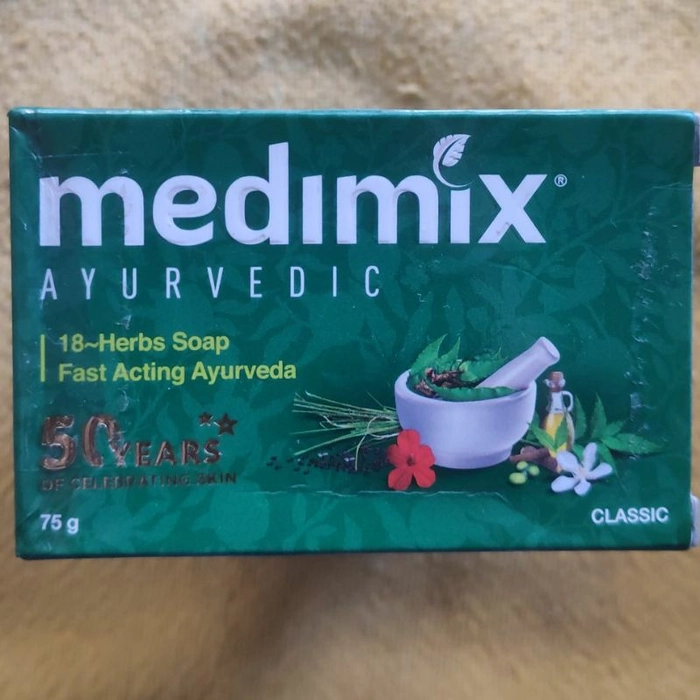 medimix®
AYURVEDIC
18~Herbs Soap
Fast Acting Ayurveda
50 YEARS
OF CELEBRATING SKIN
75 g
CLASSIC